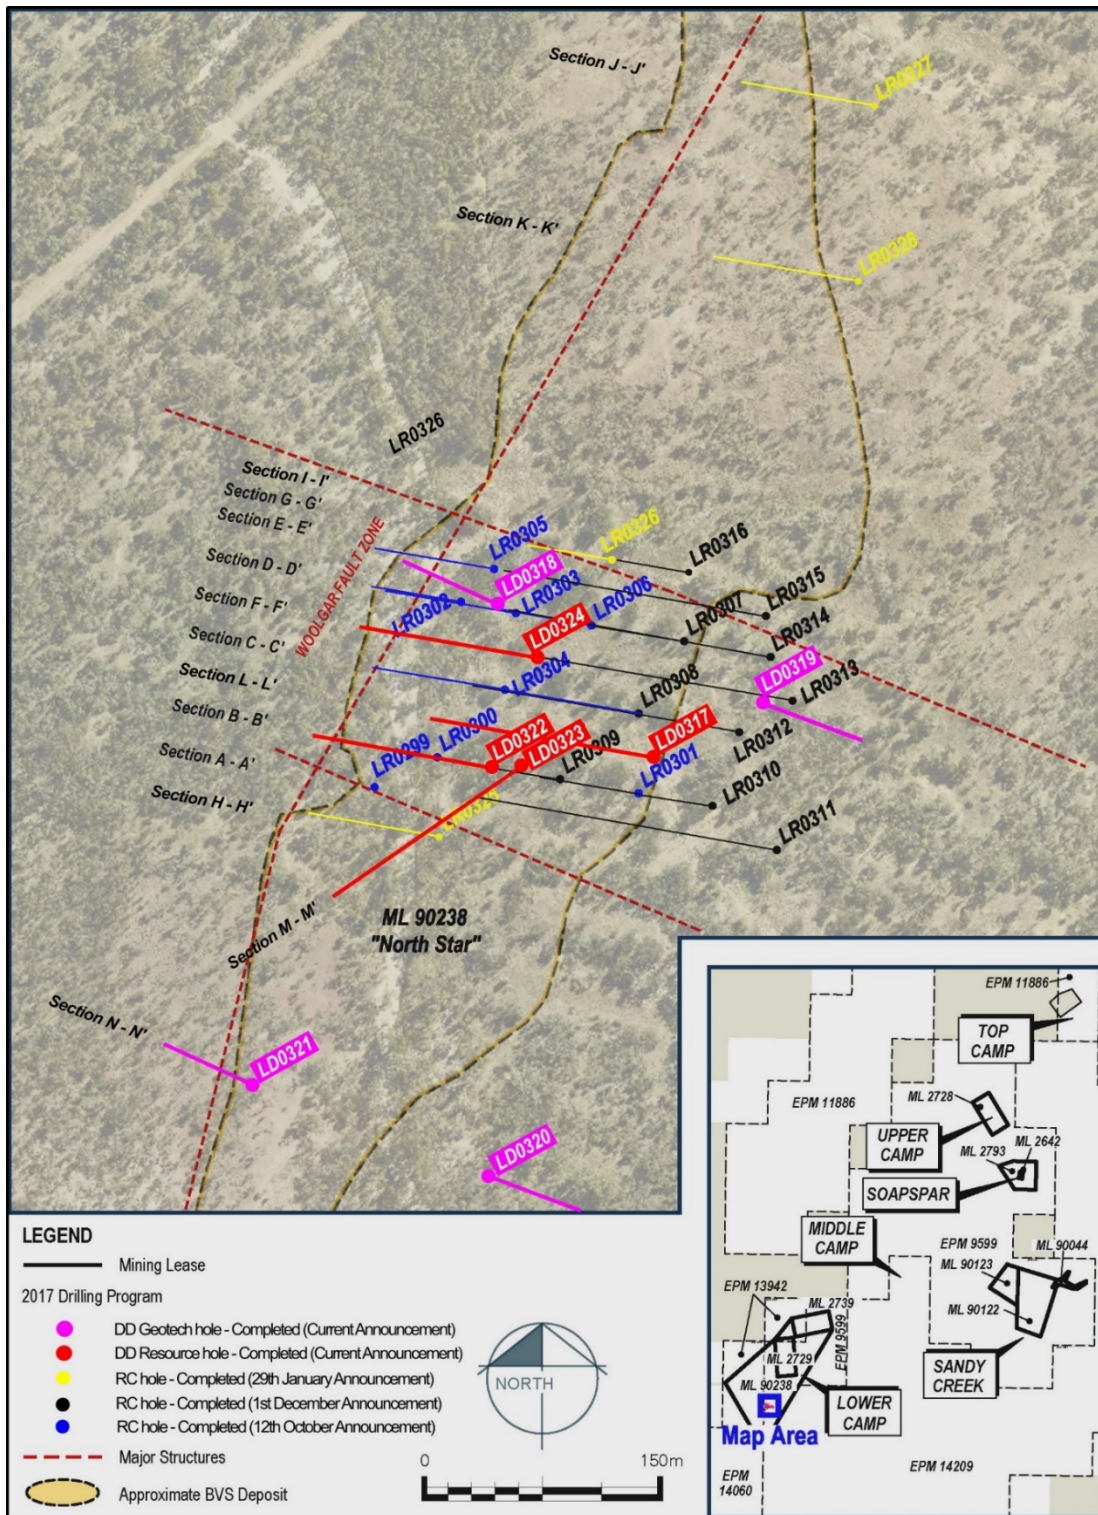 Section J - J'
LR0327
Section K - K'
LR0328
LR0326
Section I - I'
Section G - G'
Section E - E'
WOOLGAR FAULT ZONE
LR0305
LR0326
LR0316
Section D - D'
LD0318
LR0303
LR0306
LR0315
Section F - F'
LR0302
LR0307
LR0314
Section C - C'
LD0324
LD0319
LR0313
Section L - L'
LR0304
LR0308
Section B - B'
LR0299
LR0300
LD0322
LD0323
LR0309
LD0317
LR0312
Section A - A'
LR0301
LR0310
Section H - H'
LR0311
ML 90238
"North Star"
Section M - M'
Section N - N'
LD0321
LD0320
EPM 11886
TOP
CAMP
EPM 11886
ML 2728
UPPER
CAMP
ML 2793
ML 2642
SOAPSPAR
MIDDLE
CAMP
EPM 9599
ML 90044
ML 90123
EPM 13942
ML 2739
EPM 9599
ML 90122
ML 2729
ML 90238
SANDY
CREEK
LOWER
CAMP
Map Area
EPM 14209
EPM
14060
LEGEND
Mining Lease
2017 Drilling Program
DD Geotech hole - Completed (Current Announcement)
DD Resource hole - Completed (Current Announcement)
RC hole - Completed (29th January Announcement)
RC hole - Completed (1st December Announcement)
RC hole - Completed (12th October Announcement)
Major Structures
Approximate BVS Deposit
NORTH
0
150m